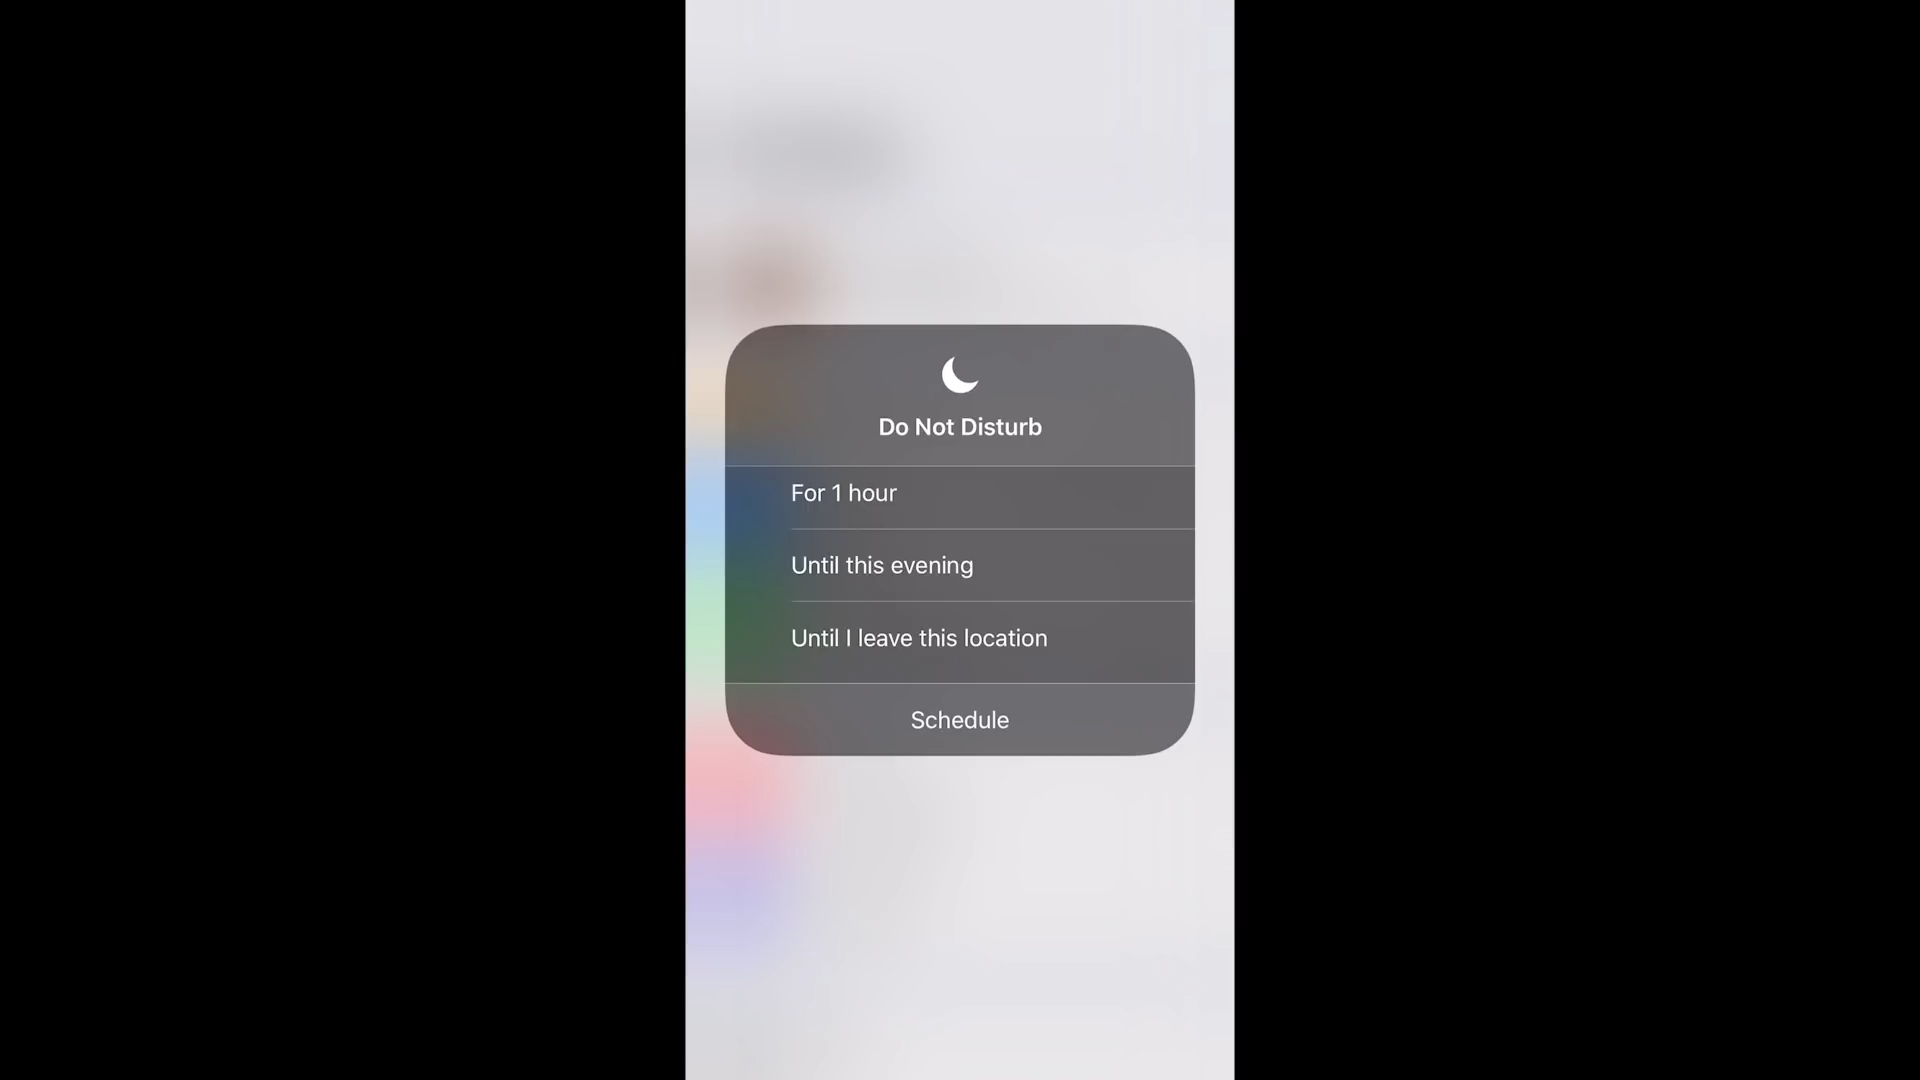 Do Not Disturb
For 1 hour
Until this evening
Until I leave this location
Schedule